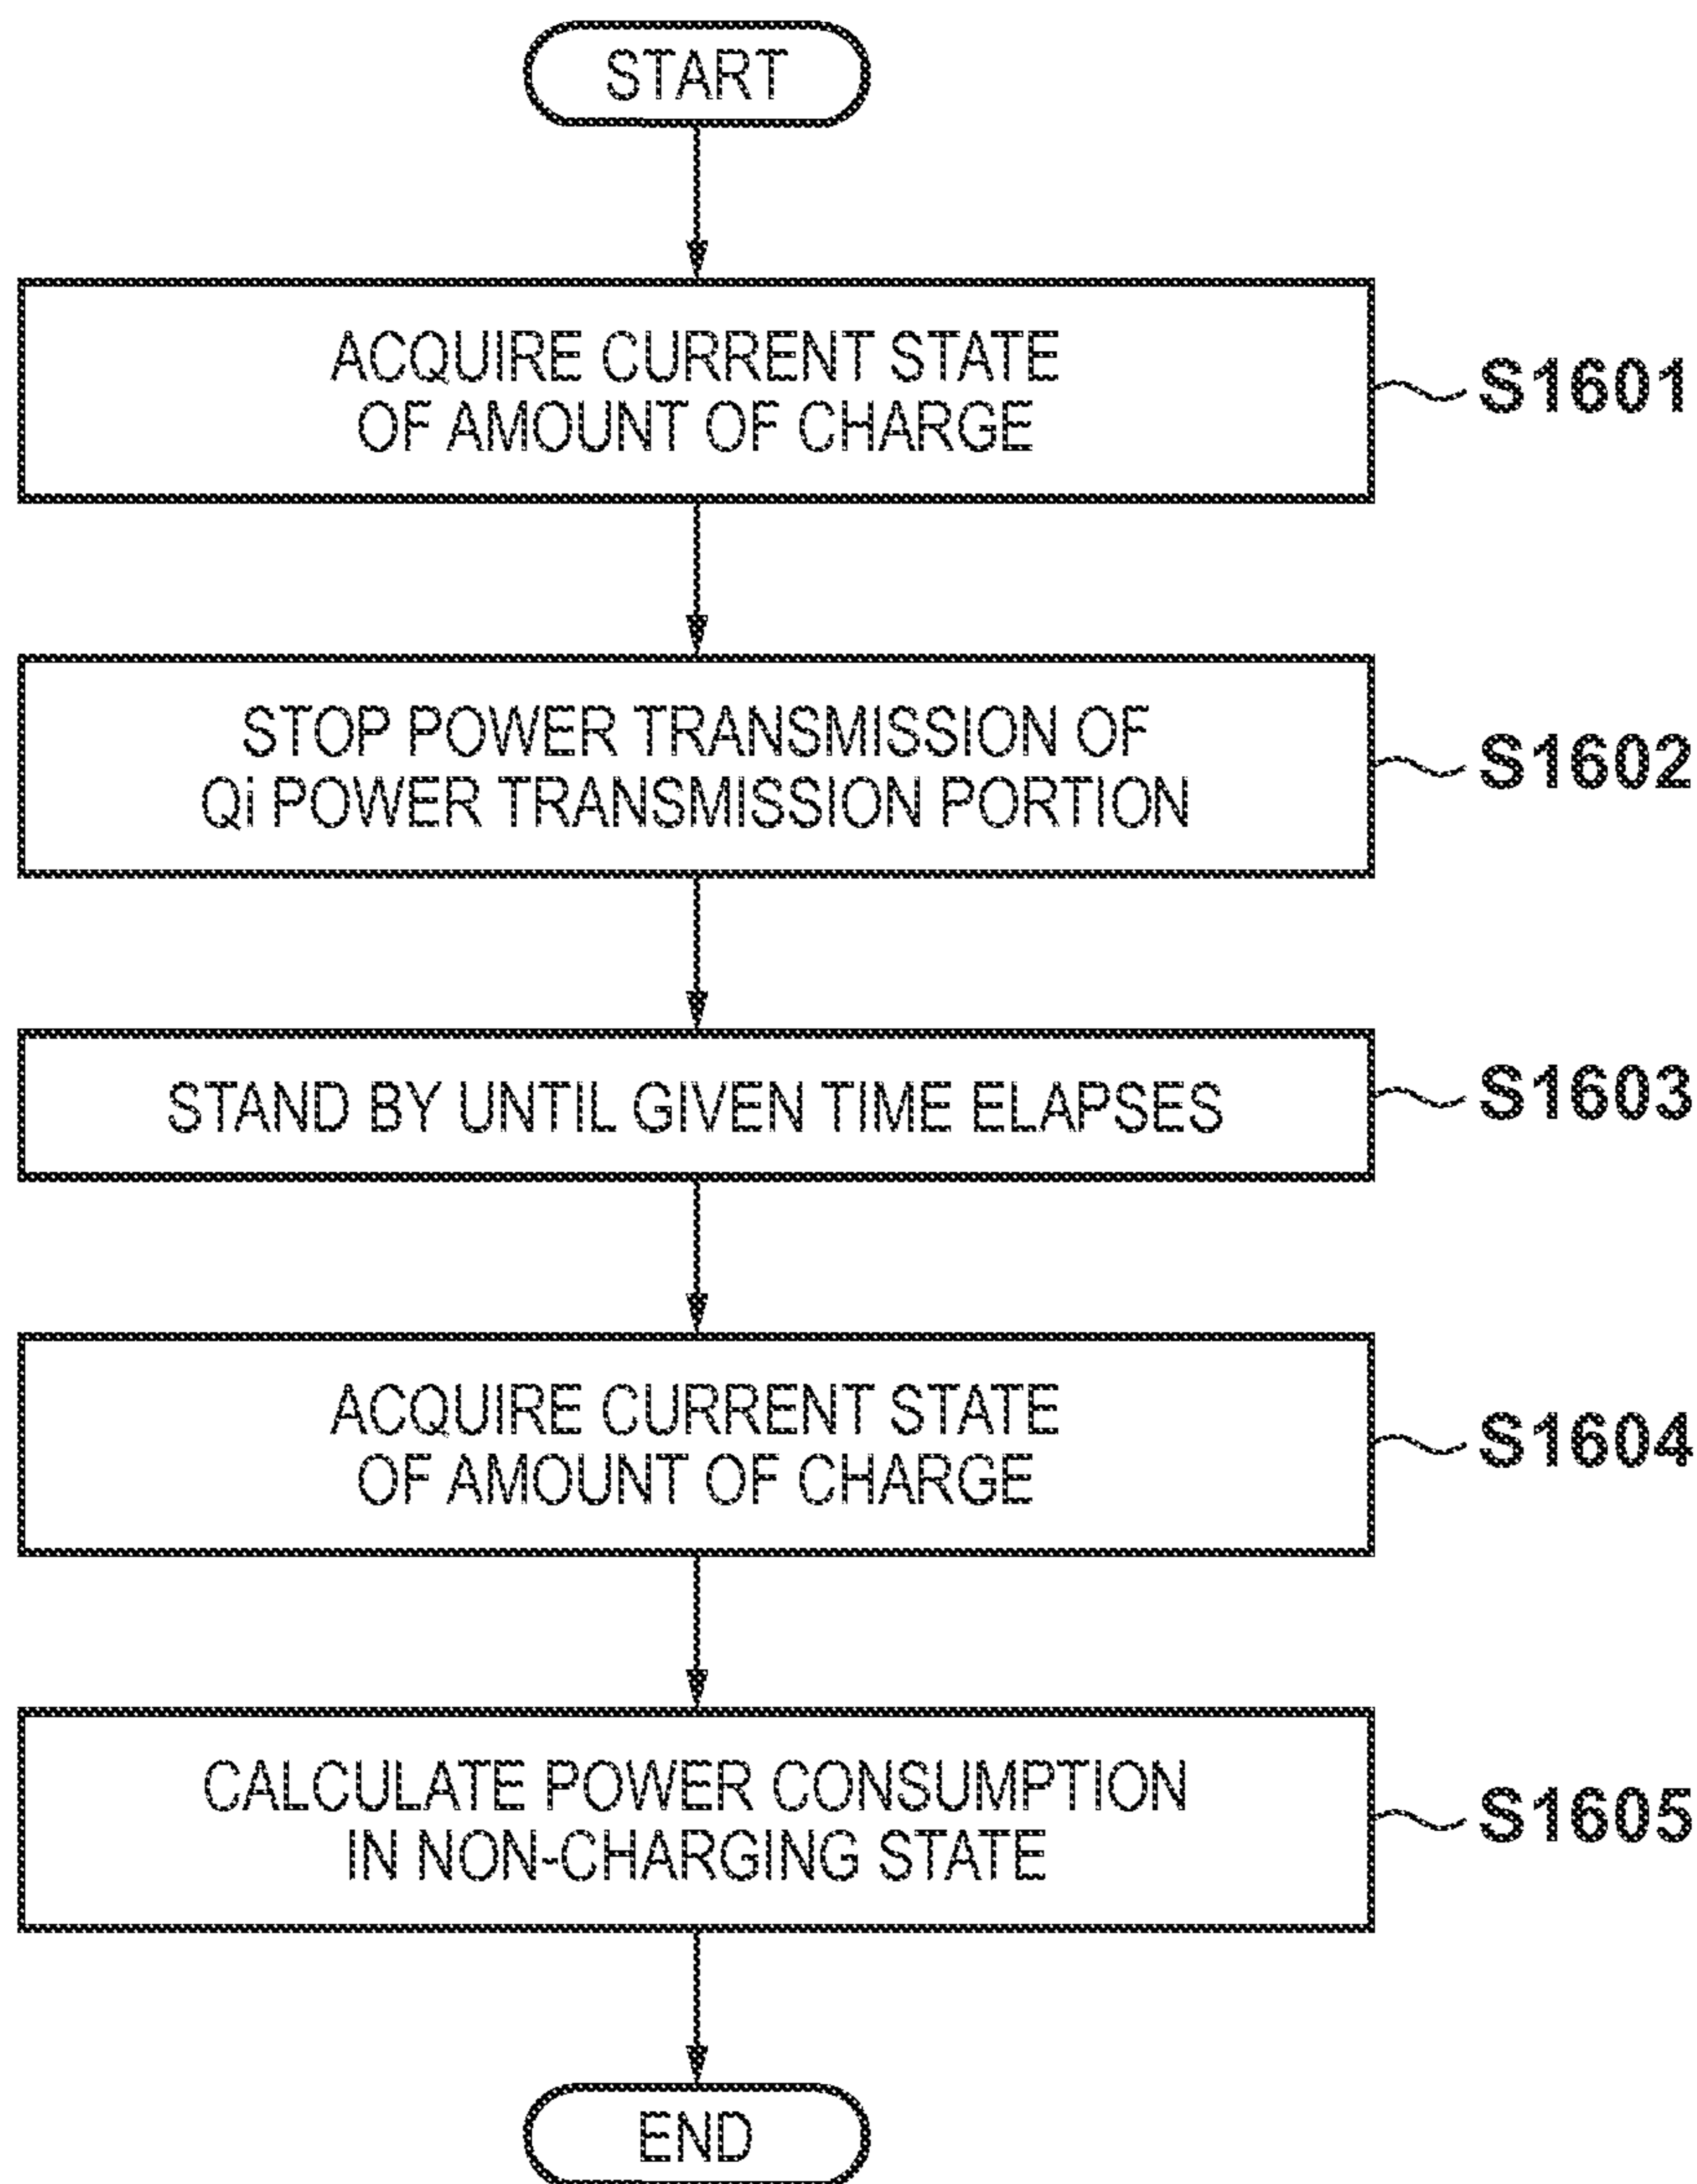 START
ACQUIRE CURRENT STATE
OF AMOUNT OF CHARGE
S1601
STOP POWER TRANSMISSION OF
Qi POWER TRANSMISSION PORTION
S1602
STAND BY UNTIL GIVEN TIME ELAPSES
S1603
ACQUIRE CURRENT STATE
OF AMOUNT OF CHARGE
S1604
CALCULATE POWER CONSUMPTION
IN NON-CHARGING STATE
S1605
END